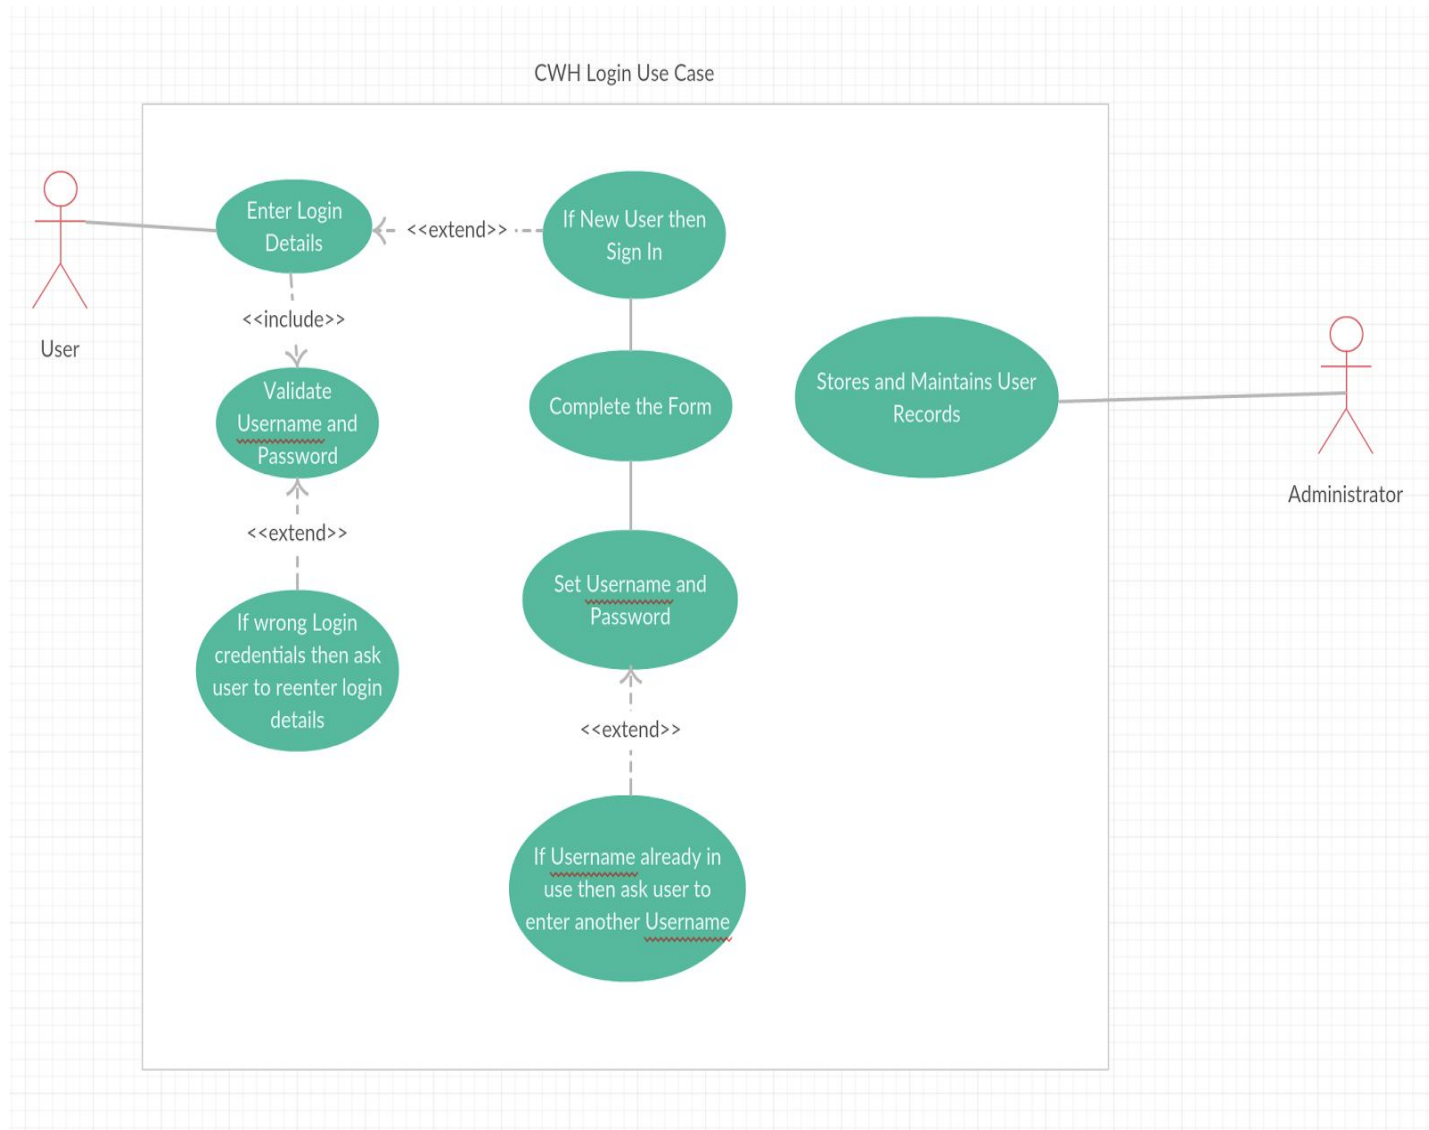 CWH Login Use Case
Enter Login
Details
<<extend>>
If New User then
Sign In
<<include>>
User
Validate
Username and
Password
Complete the Form
Stores and Maintains User
Records
Administrator
<<extend>>
Set Username and
Password
If wrong Login
credentials then ask
user to reenter login
details
<<extend>>
If Username already in
use then ask user to
enter another Username